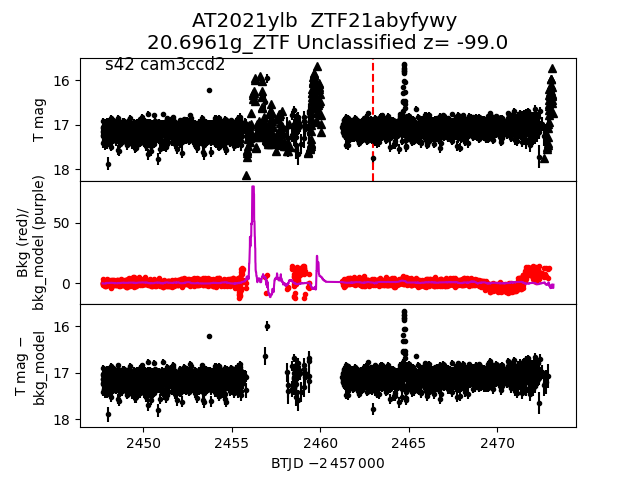 AT2021ylb  ZTF21abyfywy
20.6961g_ZTF Unclassified z= -99.0
s42 cam3ccd2
16
17
18
T mag
50
0
Bkg (red)/
bkg_model (purple)
16
17
18
T mag −
bkg_model
2450
2455
2460
2465
2470
BTJD −2 457 000